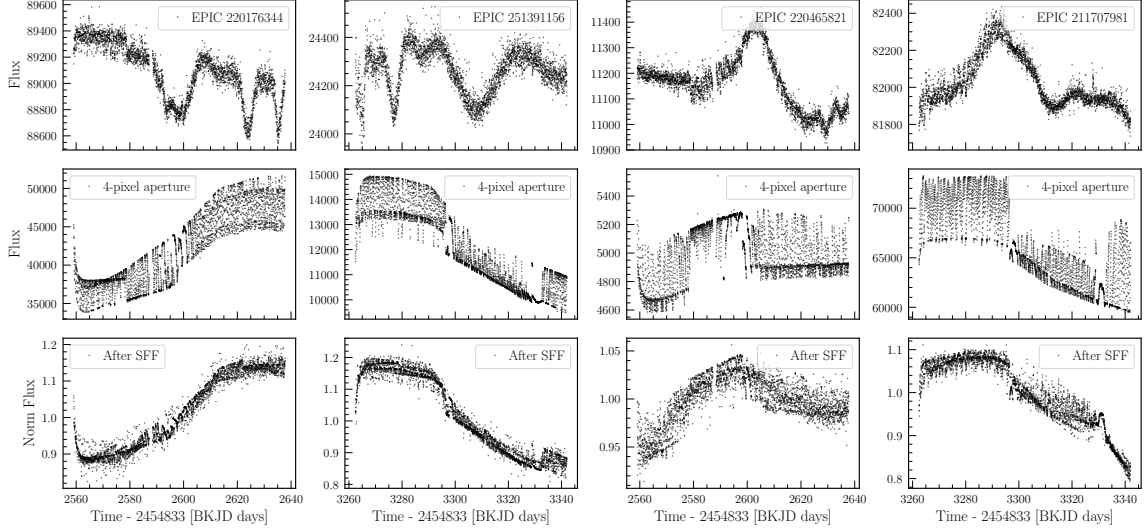 EPIC 220176344
EPIC 251391156
EPIC 220465821
EPIC 211707981
Flux
89600
89400
89200
89000
88800
88600
24400
24200
24000
11400
11300
11200
11100
11000
10900
82400
82200
82000
81800
4-pixel aperture
4-pixel aperture
4-pixel aperture
4-pixel aperture
Flux
50000
45000
40000
35000
15000
14000
13000
12000
11000
10000
5400
5200
5000
4800
4600
70000
65000
60000
After SFF
After SFF
After SFF
After SFF
Norm Flux
1.2
1.1
1.0
0.9
1.2
1.1
1.0
0.9
0.8
1.05
1.00
0.95
1.1
1.0
0.9
0.8
2560 2580 2600 2620 2640
3260 3280 3300 3320 3340
2560 2580 2600 2620 2640
3260 3280 3300 3320 3340
Time - 2454833 [BKJD days]
Time - 2454833 [BKJD days]
Time - 2454833 [BKJD days]
Time - 2454833 [BKJD days]